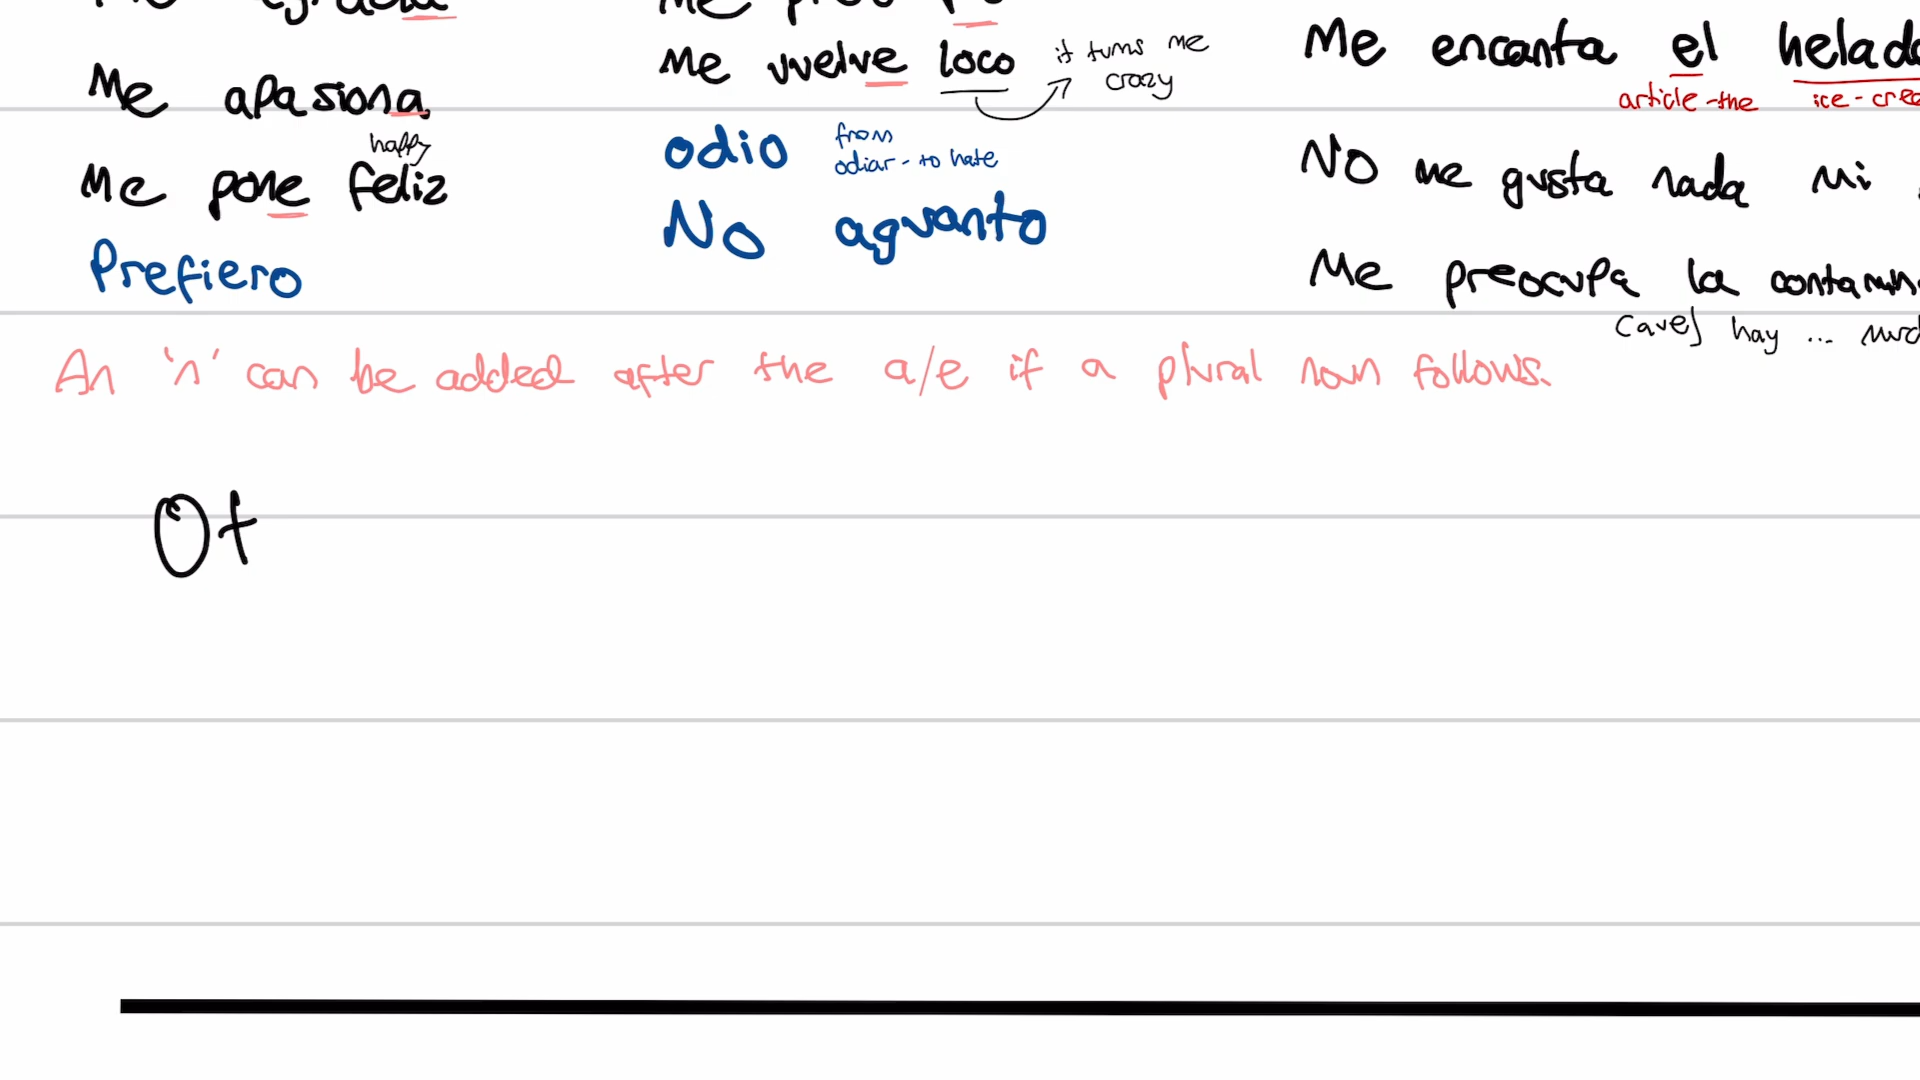 Me apasiona
happy
Me pone feliz
Prefiero
Me vuelve loco
it turns me
crazy
odio
from
odiar - to hate
No aguanto
Me encanta el helado
article - the
No me gusta nada mi
Me preocupa la
(ave) hay ...
An 'n' can be added after the a/e if a plural noun follows.
Ot